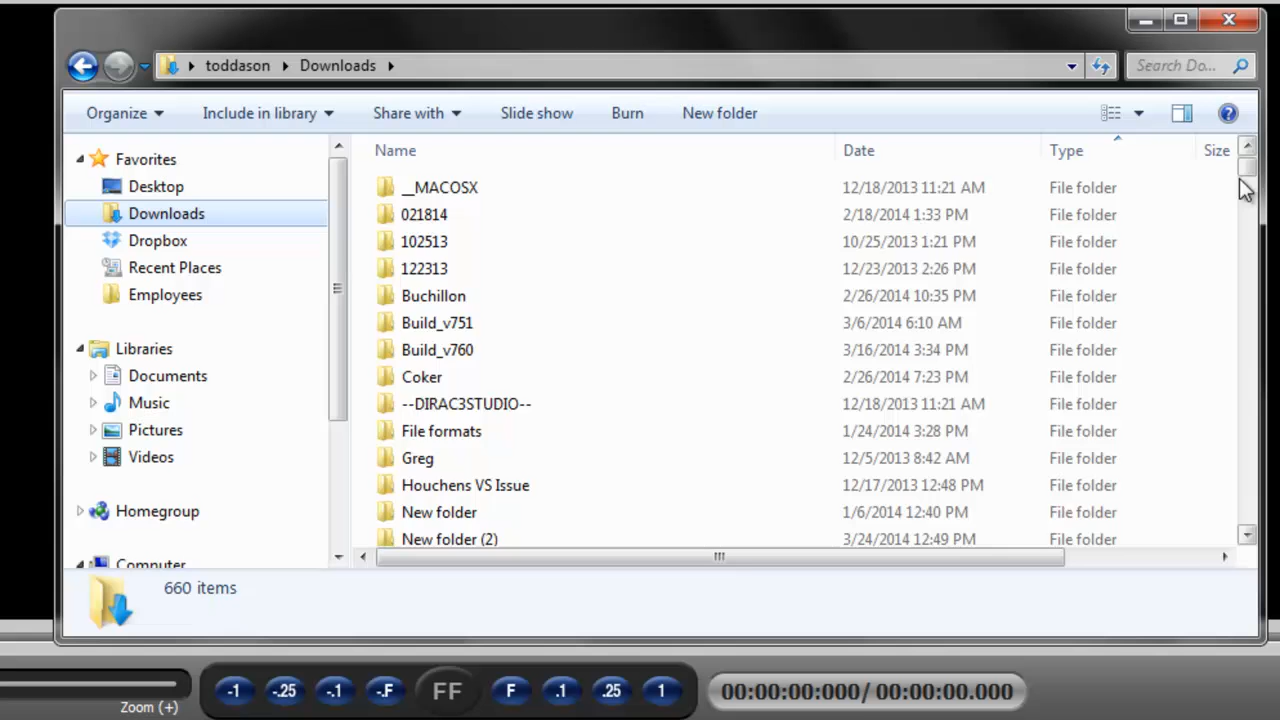 toddason Downloads Search Do...
Organize Include in library Share with Slide show Burn New folder
Favorites
Desktop
Downloads
Dropbox
Recent Places
Employees
Libraries
Documents
Music
Pictures
Videos
Homegroup
Computer
Name Date Type Size
__MACOSX 12/18/2013 11:21 AM File folder
021814 2/18/2014 1:33 PM File folder
102513 10/25/2013 1:21 PM File folder
122313 12/23/2013 2:26 PM File folder
Buchillon 2/26/2014 10:35 PM File folder
Build_v751 3/6/2014 6:10 AM File folder
Build_v760 3/16/2014 3:34 PM File folder
Coker 2/26/2014 7:23 PM File folder
--DIRAC3STUDIO-- 12/18/2013 11:21 AM File folder
File formats 1/24/2014 3:28 PM File folder
Greg 12/5/2013 8:42 AM File folder
Houchens VS Issue 12/17/2013 12:48 PM File folder
New folder 1/6/2014 12:40 PM File folder
New folder (2) 3/24/2014 12:49 PM File folder
660 items
Zoom (+)
-1 -.25 -.1 -.F FF F .1 .25 1
00:00:00:000/ 00:00:00.000